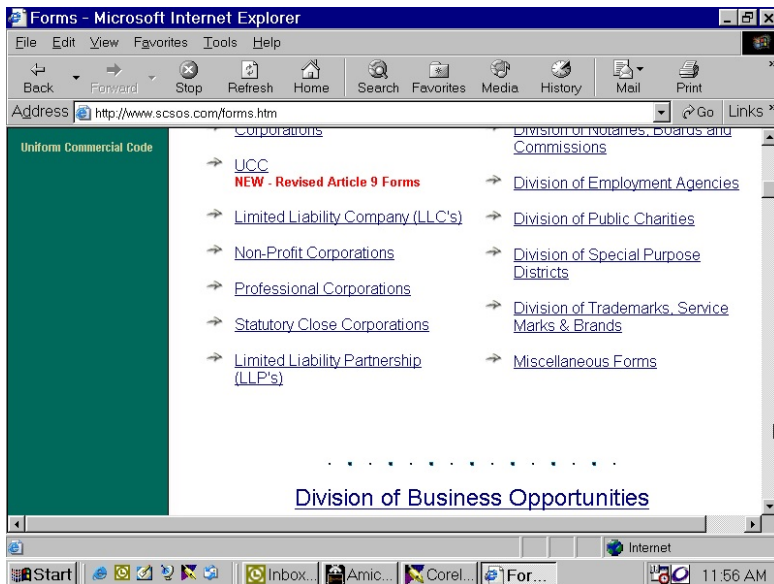 Forms - Microsoft Internet Explorer
File Edit View Favorites Tools Help
Back Forward Stop Refresh Home Search Favorites Media History Mail Print
Address http://www.scsos.com/forms.htm Go Links
Uniform Commercial Code
Corporations
UCC
NEW - Revised Article 9 Forms
Limited Liability Company (LLC's)
Non-Profit Corporations
Professional Corporations
Statutory Close Corporations
Limited Liability Partnership
(LLP's)
Division of Notaries, Boards and
Commissions
Division of Employment Agencies
Division of Public Charities
Division of Special Purpose
Districts
Division of Trademarks, Service
Marks & Brands
Miscellaneous Forms
Division of Business Opportunities
Internet
Start Inbox... Amic... Corel... For... 11:56 AM